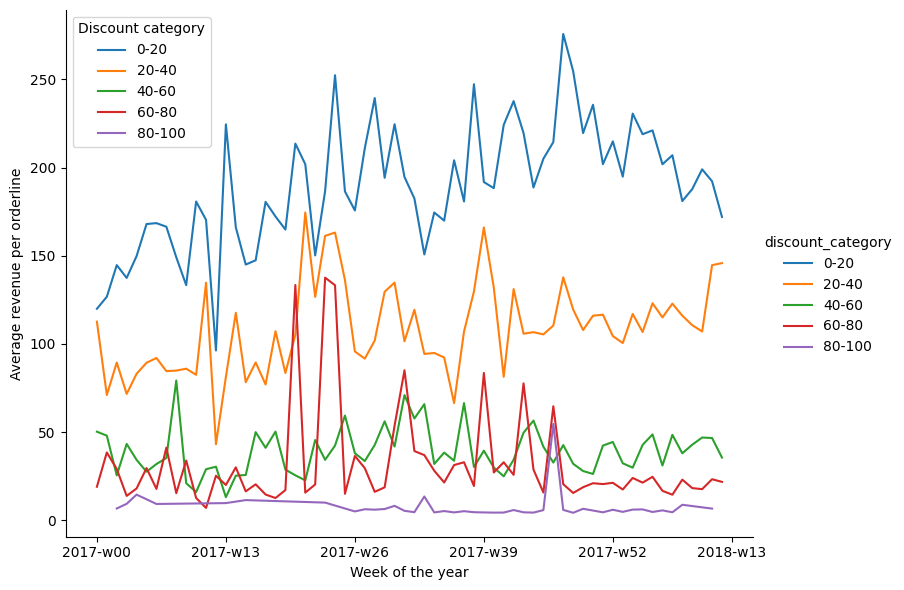 Discount category
0-20
20-40
40-60
60-80
80-100
250
200
150
100
50
0
Average revenue per orderline
2017-w00
2017-w13
2017-w26
2017-w39
2017-w52
2018-w13
Week of the year
discount_category
0-20
20-40
40-60
60-80
80-100